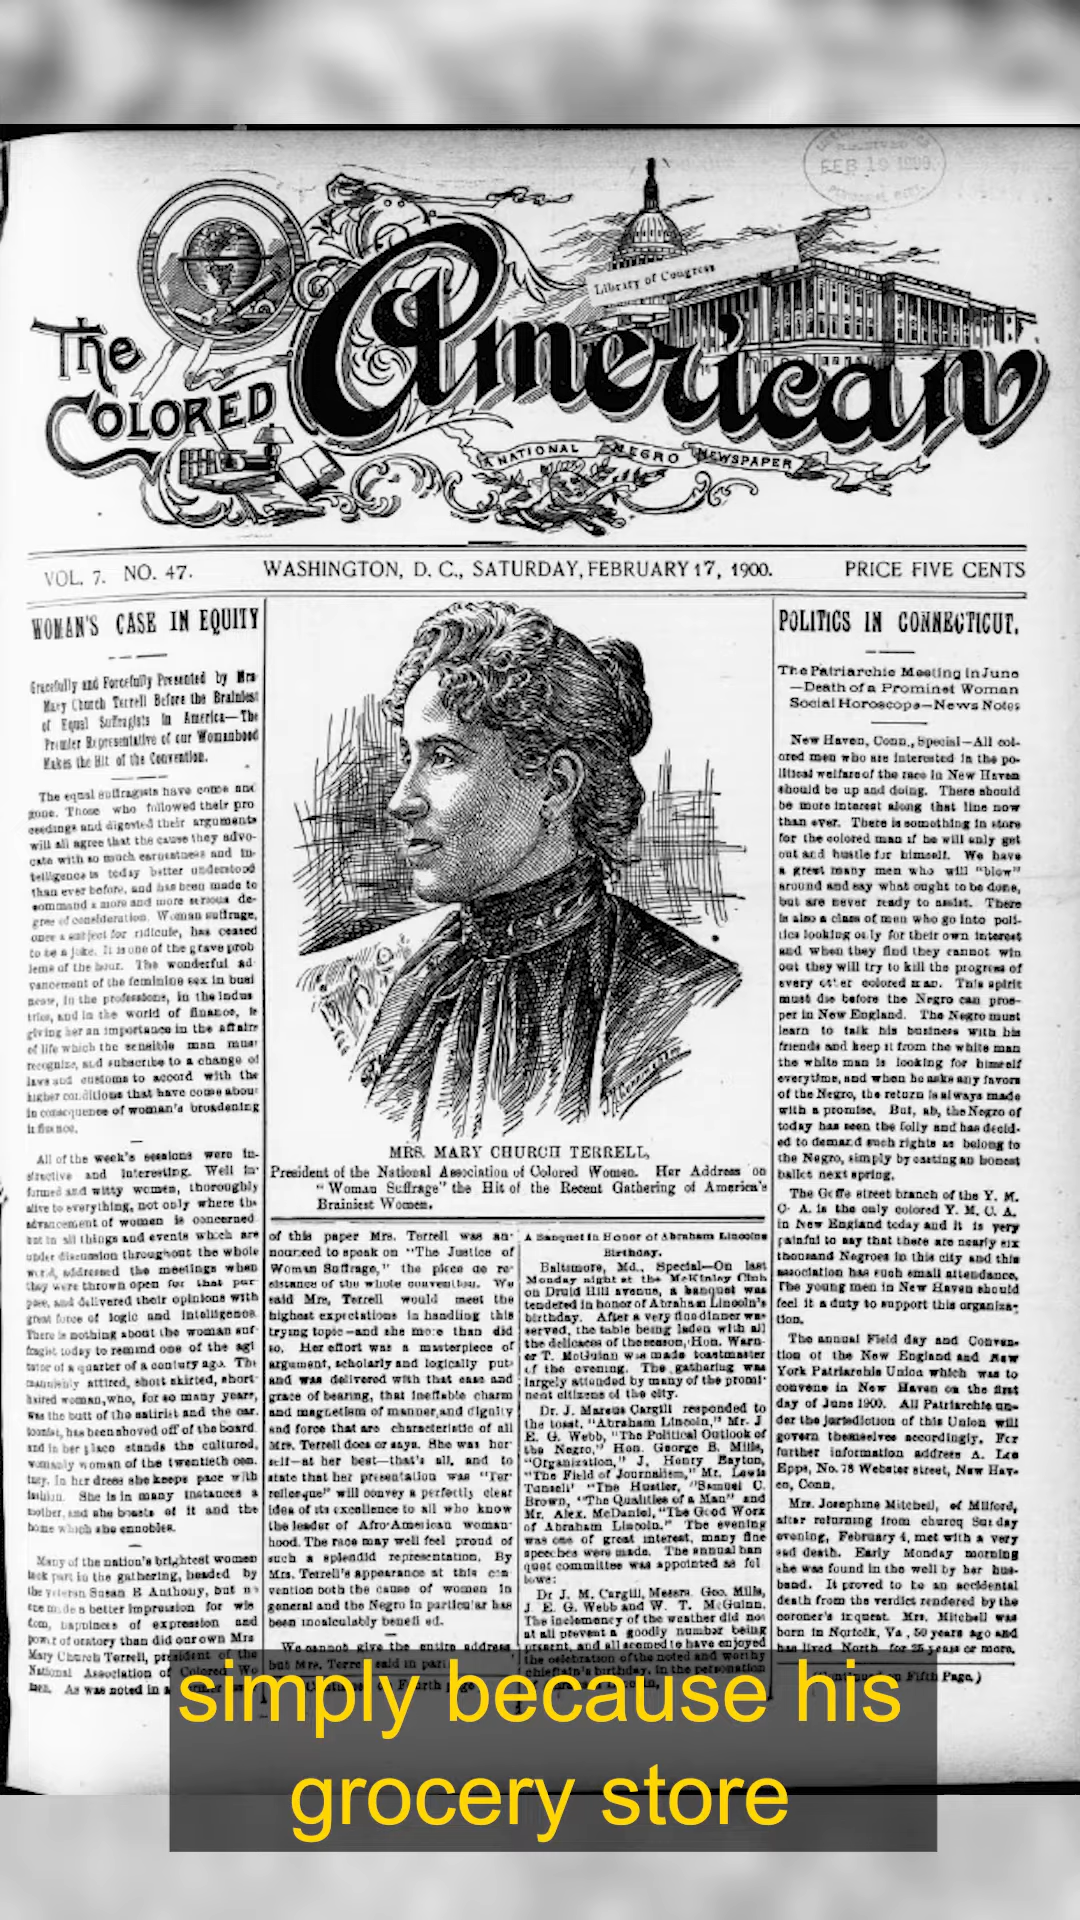 The
COLORED
American
Library of Congress
A NATIONAL NEGRO NEWSPAPER
VOL. 7. NO. 47.
WASHINGTON, D. C., SATURDAY, FEBRUARY 17, 1900.
PRICE FIVE CENTS
WOMAN'S CASE IN EQUITY
Gracefully and Forcefully Presented by Mrs
Mary Church Terrell Before the Brainiest
of Equal Suffragists in America—The
Premier Representative of our Womanhood
Makes the Hit of the Convention.
The equal suffragists have come and
gone. Those who followed their pro
ceedings and digested their arguments
will all agree that the cause they advo-
cate with so much earnestness and in-
telligence is today better understood
than ever before, and has been made to
command a more and more serious de-
gree of consideration. Woman suffrage,
once a subject for ridicule, has ceased
to be a joke. It is one of the grave prob
lems of the hour. The wonderful ad
vancement of the feminine sex in busi
ness, in the professions, in the indus
tries, and in the world of finance, is
giving her an importance in the affairs
of life which the sensible man must
recognize, and subscribe to a change of
laws and customs to accord with the
higher conditions that have come about
in consequence of woman's broadening
All of the week's sessions were in-
structive and interesting. Well in-
formed and witty women, thoroughly
alive to everything, not only where the
advancement of women is concerned
but in all things and events which are
under discussion throughout the whole
world, addressed the meetings when
they were thrown open for that pur
pose, and delivered their opinions with
great force of logic and intelligence.
There is nothing about the woman suf-
fragist today to remind one of the agi
tator of a quarter of a century ago. The
mannishly attired, short skirted, short-
haired woman, who, for so many years,
was the butt of the satirist and the car.
toonist, has been shoved off of the board.
and in her place stands the cultured,
womanly woman of the twentieth cen.
tury. In her dress she keeps pace with
fashion. She is in many instances a
mother, and she boasts of it and the
home which she ennobles.
Many of the nation's brightest women
took part in the gathering, headed by
the veteran Susan B Anthony, but
made a better impression for wis
dom, happiness of expression and
power of oratory than did our own Mrs
Mary Church Terrell, president of the
National Association of Colored Wo
men. As was noted in a
MRS. MARY CHURCH TERRELL,
President of the National Association of Colored Women. Her Address on
"Woman Suffrage" the Hit of the Recent Gathering of America's
Brainiest Women.
of this paper Mrs. Terrell was an-
nounced to speak on "The Justice of
Woman Suffrage," the piece de re-
sistance of the whole convention. We
said Mrs. Terrell would meet the
highest expectations in handling this
trying topic—and she more than did
so. Her effort was a masterpiece of
argument, scholarly and logically put-
and was delivered with that ease and
grace of bearing, that ineffable charm
and magnetism of manner, and dignity
and force that are characteristic of all
Mrs. Terrell does or says. She was her
self—at her best—that's all, and to
state that her presentation was "Ter
rellesque" will convey a perfectly clear
idea of its excellence to all who know
the leader of Afro-American woman-
hood. The race may well feel proud of
such a splendid representation. By
Mrs. Terrell's appearance at this con-
vention both the cause of women in
general and the Negro in particular has
been incalculably benefited.
We cannot give the entire address
but Mrs. Terrell said in part
A Banquet in Honor of Abraham Lincolns
Birthday.
Baltimore, Md., Special—On last
Monday night at the McKinley Club
on Druid Hill avenue, a banquet was
tendered in honor of Abraham Lincoln's
birthday. After a very fine dinner was
served, the table being laden with all
the delicacies of the season, Hon. Warn-
er T. McGuinn was made toastmaster
of the evening. The gathering was
largely attended by many of the promi-
nent citizens of the city.
Dr. J. Marcus Cargill responded to
the toast, "Abraham Lincoln," Mr. J
E. G. Webb, "The Political Outlook of
the Negro," Hon. George B. Mills,
"Organization," J. Henry Bayton,
"The Field of Journalism," Mr. Lewis
"The Hustler, "Samuel C.
Brown, "The Qualities of a Man" and
Mr. Alex. McDaniel, "The Good Work
of Abraham Lincoln." The evening
was one of great interest, many fine
speeches were made. The annual ban
quet committee was appointed as fol
lows:
Dr J. M. Cargill, Messrs. Geo. Mills,
J. E. G. Webb and W. T. McGuinn.
The inclemency of the weather did not
at all prevent a goodly number being
present, and all seemed to have enjoyed
the celebration of the noted and worthy
chieftain's birthday. In the personation
POLITICS IN CONNECTICUT.
The Patriarchie Meeting in June
—Death of a Prominet Woman
Social Horoscope—News Notes
New Haven, Conn., Special—All col-
ored men who are interested in the po-
litical welfare of the race in New Haven
should be up and doing. There should
be more interest along that line now
than ever. There is something in store
for the colored man if he will only get
out and hustle for himself. We have
a great many men who will "blow"
around and say what ought to be done,
but are never ready to assist. There
is also a class of men who go into poli-
tics looking only for their own interest
and when they find they cannot win
out they will try to kill the progress of
every other colored man. This spirit
must die before the Negro can pros-
per in New England. The Negro must
learn to talk his business with his
friends and keep it from the white man
the white man is looking for himself
everytime, and when he asks any favors
of the Negro, the return is always made
with a promise. But, ah, the Negro of
today has seen the folly and has decid-
ed to demand such rights as belong to
the Negro, simply by casting an honest
ballot next spring.
The Goffe street branch of the Y. M.
C. A. is the only colored Y. M. C. A.
in New England today and it is very
painful to say that there are nearly six
thousand Negroes in this city and this
association has such small attendance.
The young men in New Haven should
feel it a duty to support this organiza-
tion.
The annual Field day and Conven-
tion of the New England and New
York Patriarchie Union which was to
convene in New Haven on the first
day of June 1900. All Patriarchie un-
der the jurisdiction of this Union will
govern themselves accordingly. For
further information address A. Lee
Epps, No. 78 Webster street, New Hav-
en, Conn.
Mrs. Josephine Mitchell, of Milford,
after returning from churcq Sunday
evening, February 4, met with a very
sad death. Early Monday morning
she was found in the well by her hus-
band. It proved to be an accidental
death from the verdict rendered by the
coroner's inquest. Mrs. Mitchell was
born in Norfolk, Va, 50 years ago and
has lived North for 25 years or more.
(Continued on Fifth Page.)
simply because his
grocery store